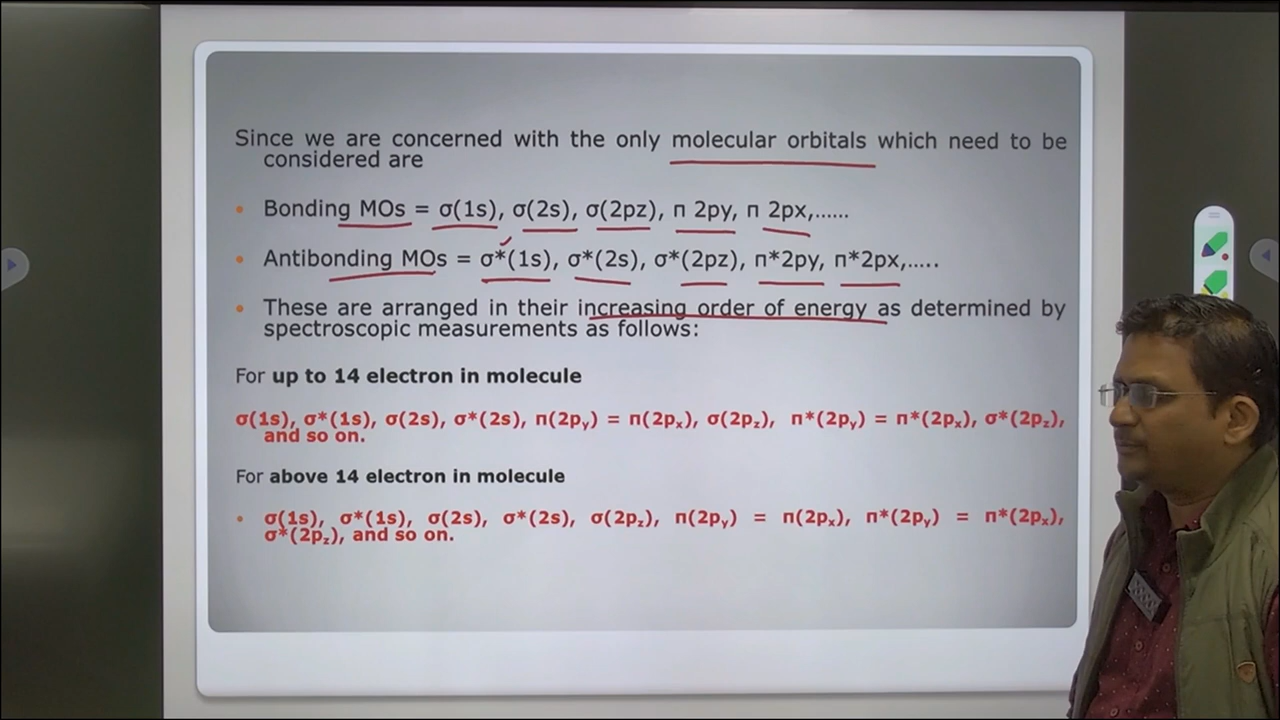 Since we are concerned with the only molecular orbitals which need to be
considered are
• Bonding MOs = σ(1s), σ(2s), σ(2pz), п 2py, п 2px,......
• Antibonding MOs = σ*(1s), σ*(2s), σ*(2pz), п*2py, п*2px,.....
• These are arranged in their increasing order of energy as determined by
spectroscopic measurements as follows:
For up to 14 electron in molecule
σ(1s), σ*(1s), σ(2s), σ*(2s), п(2py) = п(2px), σ(2pz), п*(2py) = п*(2px), σ*(2pz),
and so on.
For above 14 electron in molecule
• σ(1s), σ*(1s), σ(2s), σ*(2s), σ(2pz), п(2py) = п(2px), п*(2py) = п*(2px),
σ*(2pz), and so on.